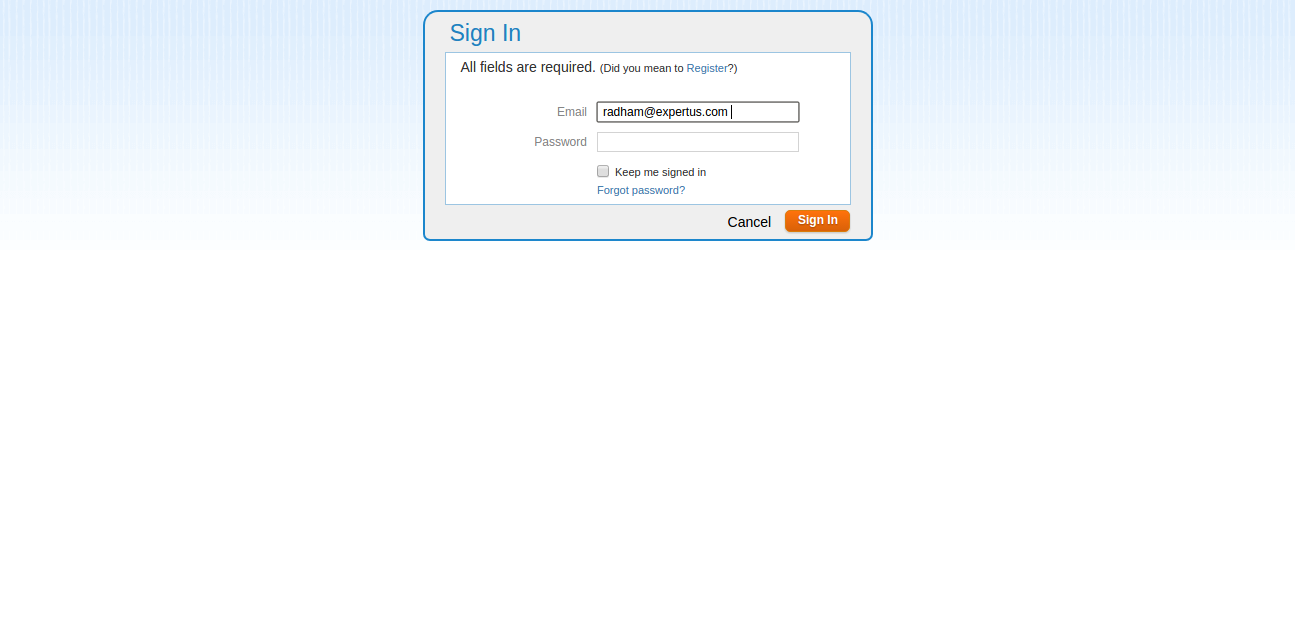 Sign In
All fields are required. (Did you mean to Register?)
Email radham@expertus.com
Password
Keep me signed in
Forgot password?
Cancel Sign In